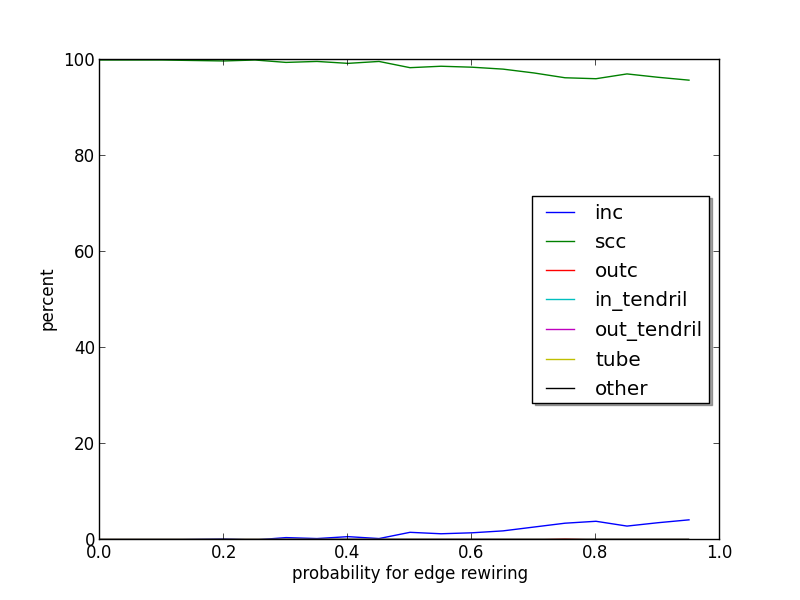 100
80
60
40
20
0
percent
inc
scc
outc
in_tendril
out_tendril
tube
other
0.0 0.2 0.4 0.6 0.8 1.0
probability for edge rewiring